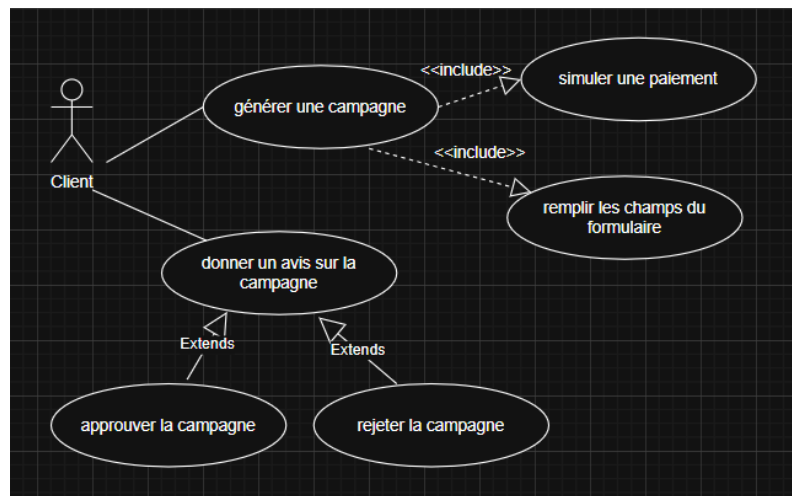 <<include>>
simuler une paiement
générer une campagne
<<include>>
Client
remplir les champs du
formulaire
donner un avis sur la
campagne
Extends
Extends
approuver la campagne
rejeter la campagne